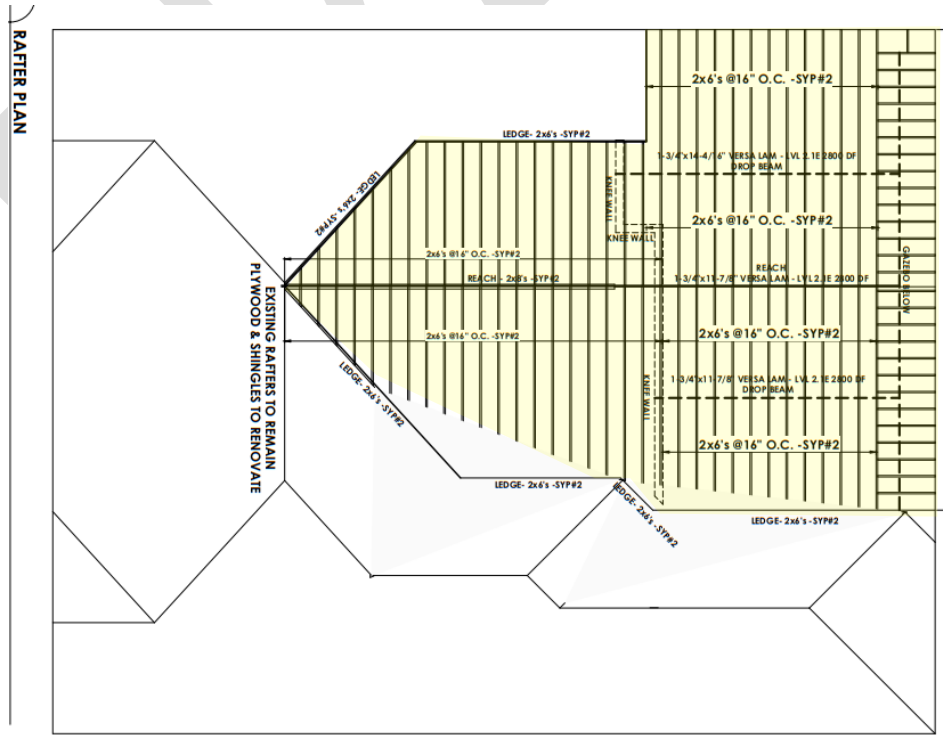 RAFTER PLAN
2x6's @16" O.C. -SYP#2
LEDGE- 2x6's -SYP#2
1-3/4"x14-4/16" VERSA LAM - LVL 2.1E 2800 DF
DROP BEAM
LEDGE- 2x6's -SYP#2
KNEE WALL
2x6's @16" O.C. -SYP#2
KNEE WALL
2x6's @16" O.C. -SYP#2
GAZEBO BELOW
REACH - 2x8's -SYP#2
REACH
1-3/4"x11-7/8" VERSA LAM - LVL 2.1E 2800 DF
EXISTING RAFTERS TO REMAIN
PLYWOOD & SHINGLES TO RENOVATE
2x6's @16" O.C. -SYP#2
2x6's @16" O.C. -SYP#2
LEDGE- 2x6's -SYP#2
KNEE WALL
1-3/4"x11-7/8" VERSA LAM - LVL 2.1E 2800 DF
DROP BEAM
2x6's @16" O.C. -SYP#2
LEDGE- 2x6's -SYP#2
LEDGE- 2x6's -SYP#2
LEDGE- 2x6's -SYP#2